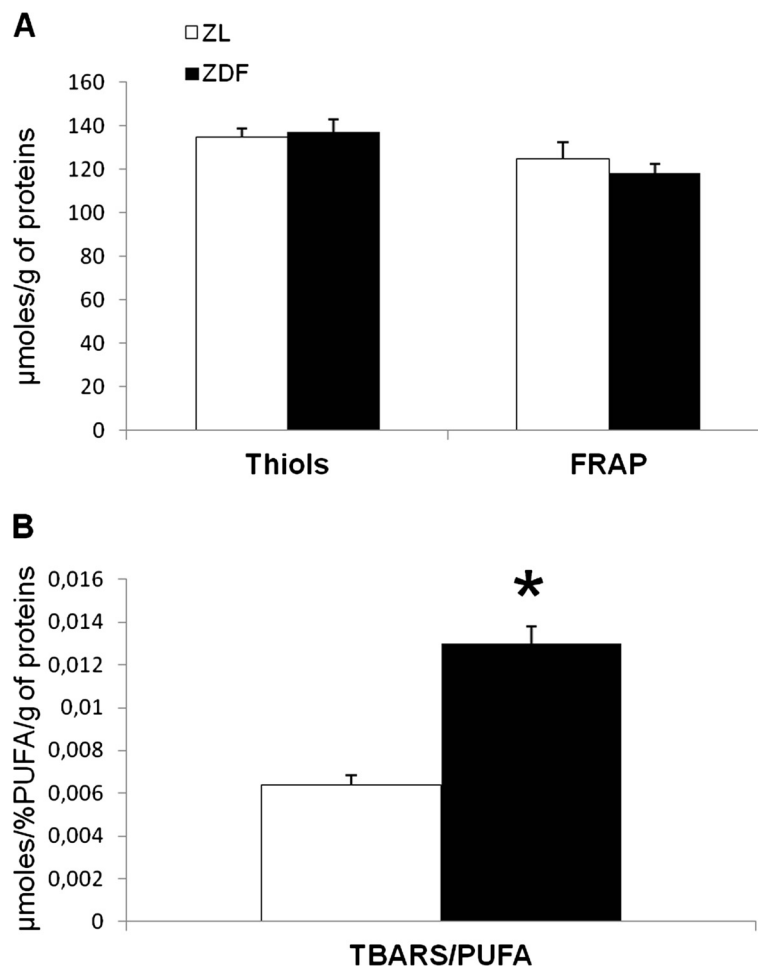 A
ZL
ZDF
µmoles/g of proteins
160
140
120
100
80
60
40
20
0
Thiols FRAP
B
µmoles/%PUFA/g of proteins
0,016
0,014
*
0,012
0,01
0,008
0,006
0,004
0,002
0
TBARS/PUFA